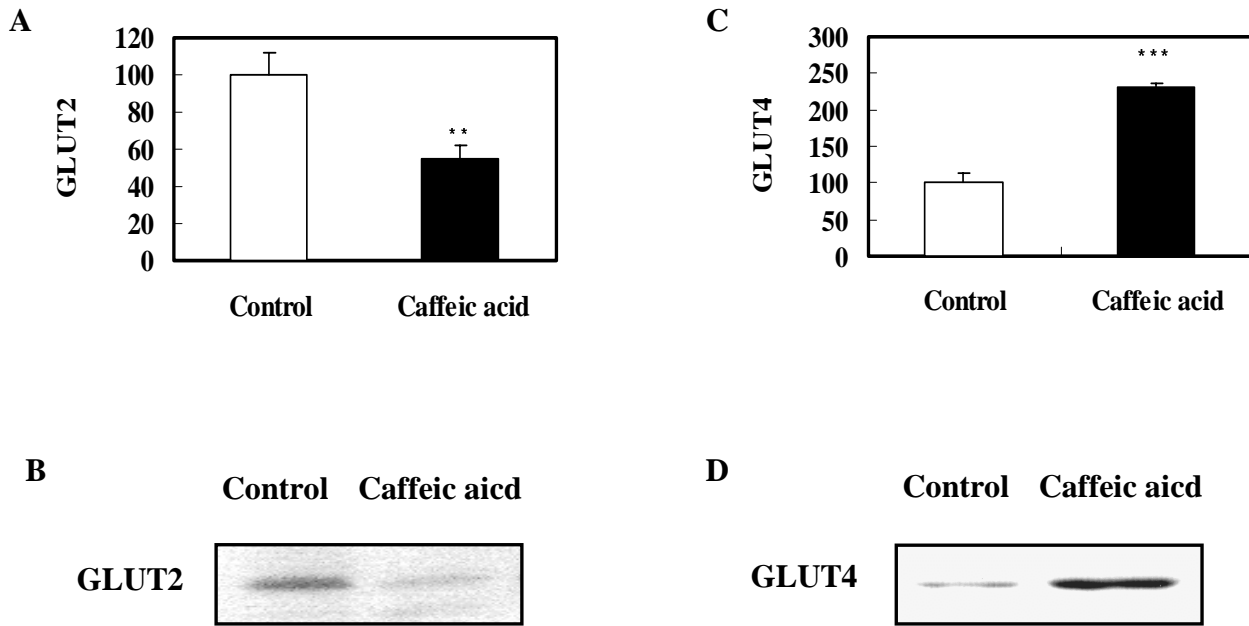 A
GLUT2
120
100
80
60
40
20
0
**
Control Caffeic acid
C
GLUT4
300
250
200
150
100
50
0
***
Control Caffeic acid
B
Control Caffeic aicd
GLUT2
D
Control Caffeic aicd
GLUT4